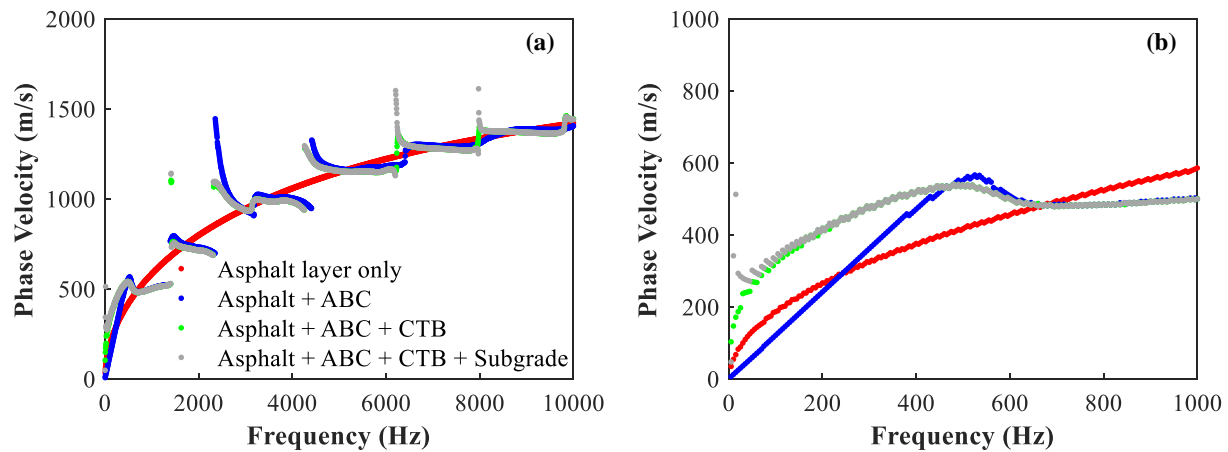 2000
1500
1000
500
0
Phase Velocity (m/s)
(a)
Asphalt layer only
Asphalt + ABC
Asphalt + ABC + CTB
Asphalt + ABC + CTB + Subgrade
0 2000 4000 6000 8000 10000
Frequency (Hz)
1000
800
600
400
200
0
Phase Velocity (m/s)
(b)
0 200 400 600 800 1000
Frequency (Hz)